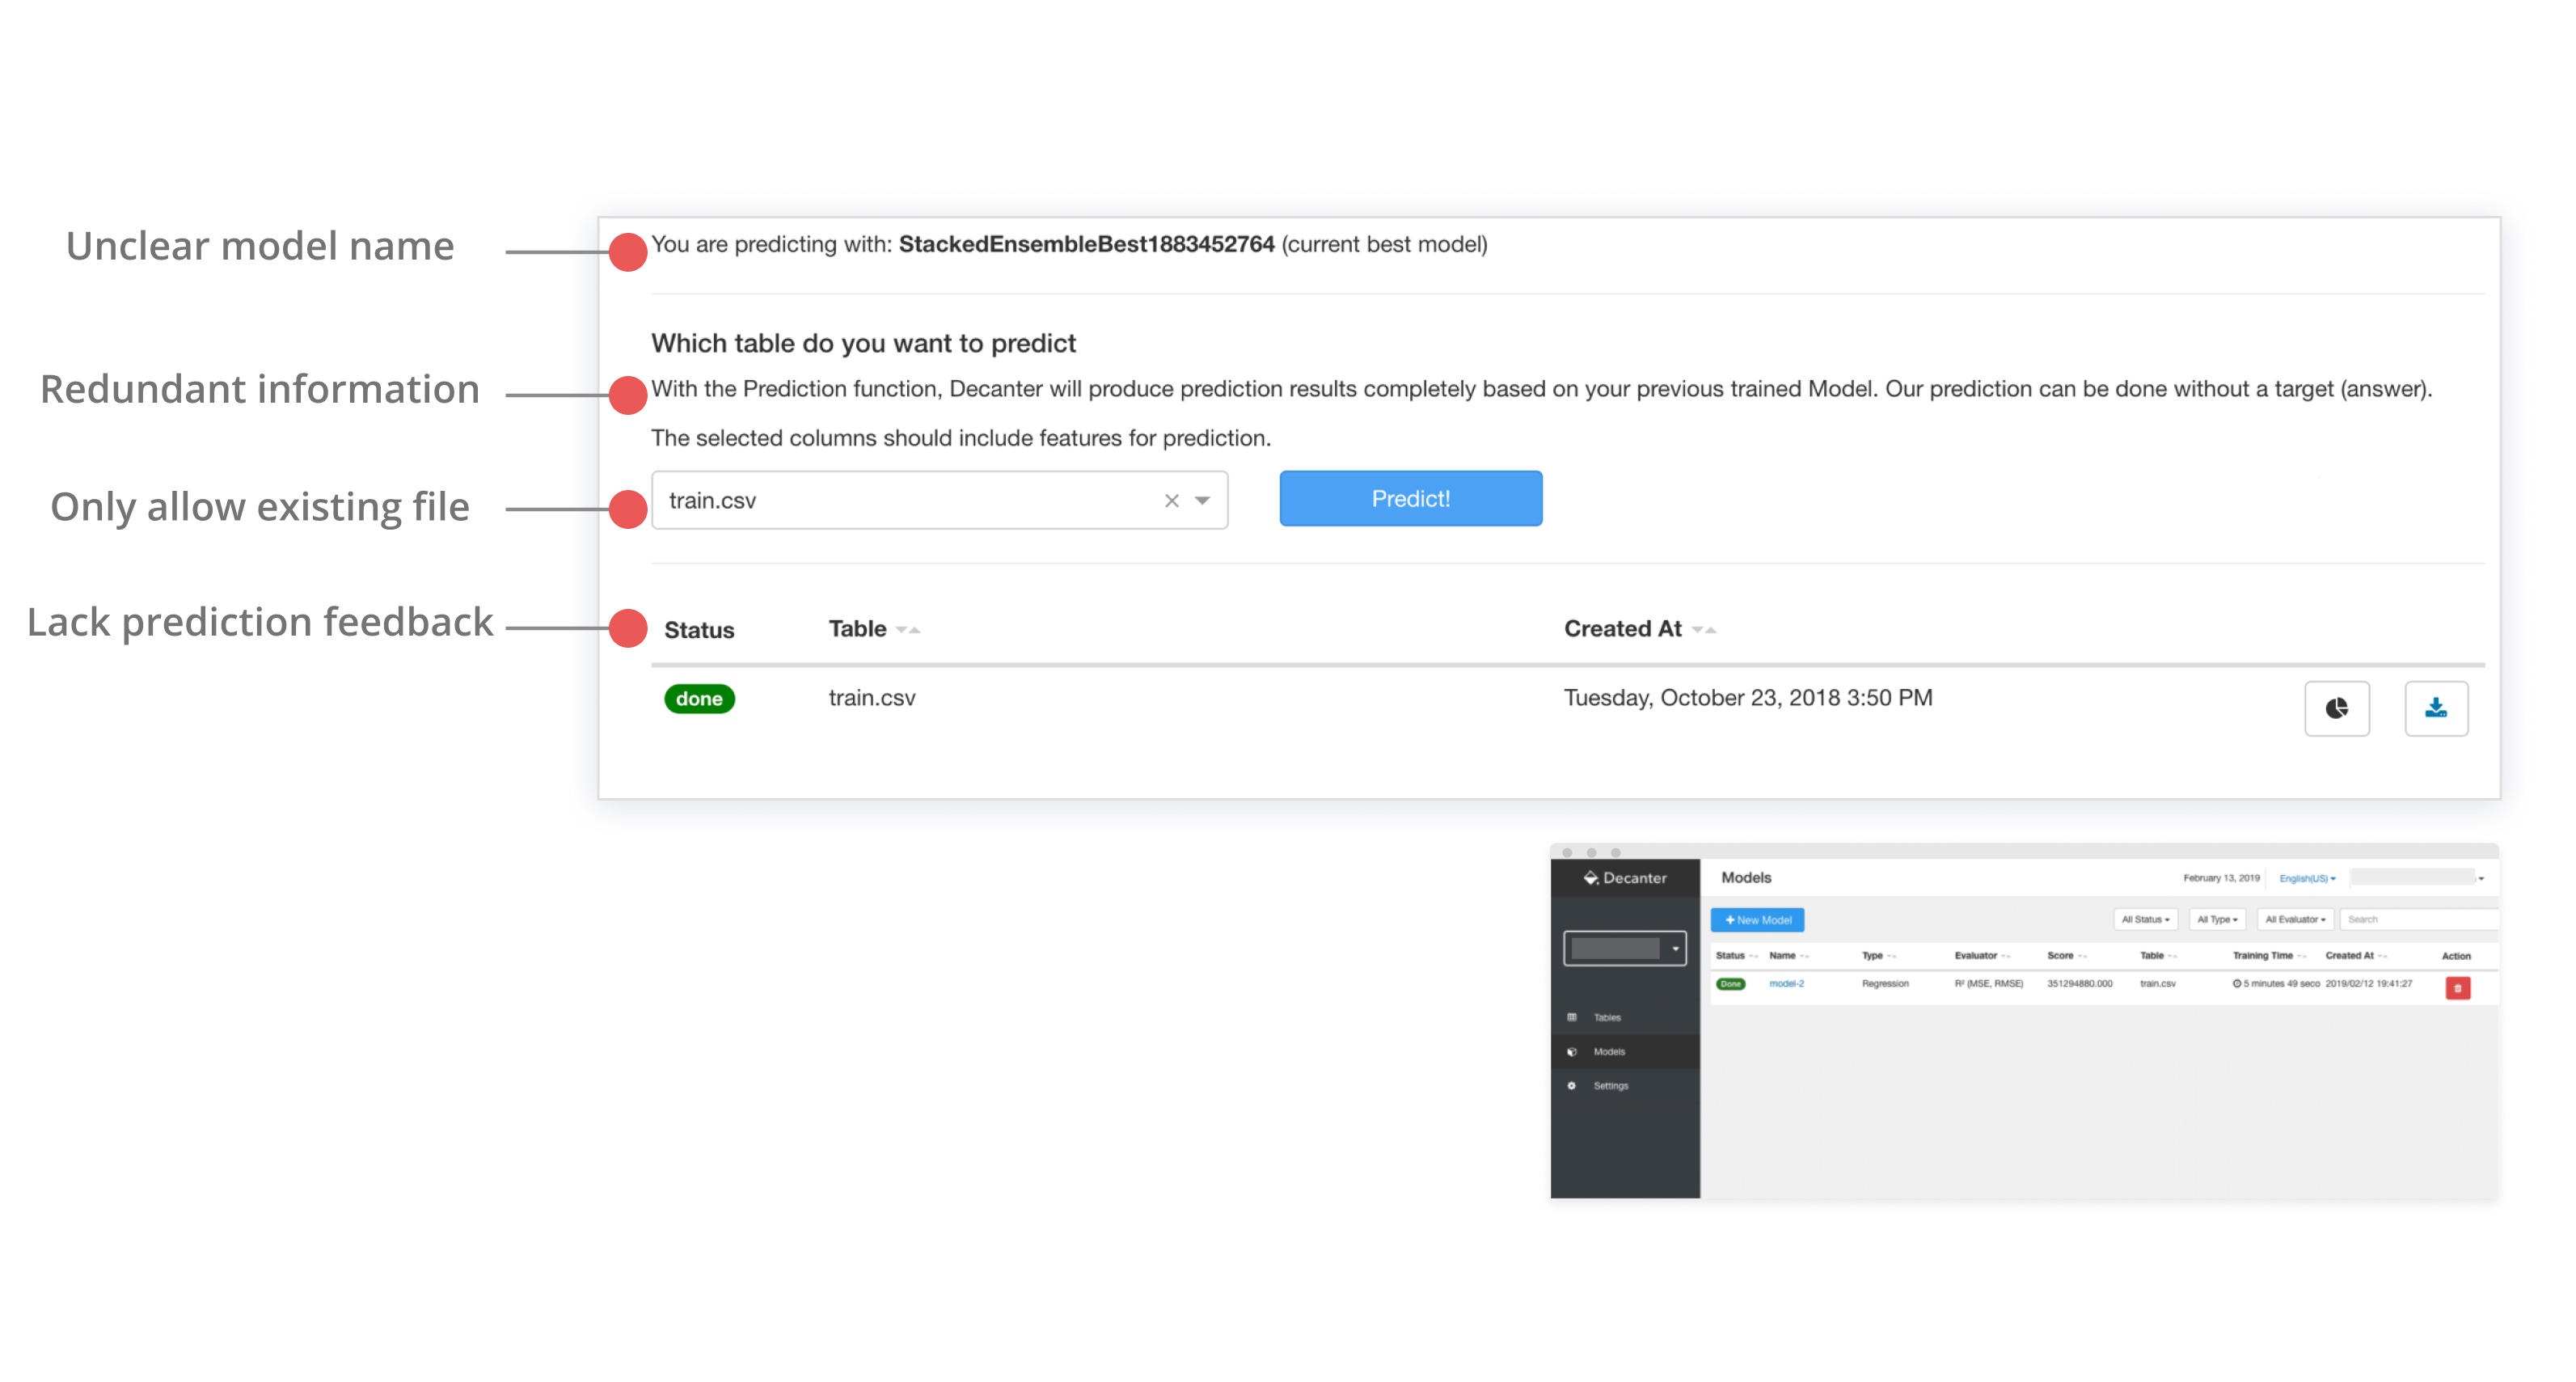 Unclear model name
You are predicting with: StackedEnsembleBest1883452764 (current best model)
Which table do you want to predict
Redundant information
With the Prediction function, Decanter will produce prediction results completely based on your previous trained Model. Our prediction can be done without a target (answer).
The selected columns should include features for prediction.
Only allow existing file
train.csv
Predict!
Lack prediction feedback
Status Table Created At
done train.csv Tuesday, October 23, 2018 3:50 PM
Decanter Models February 13, 2019 English(US)
New Model All Status All Type All Evaluator Search
Status Name Type Evaluator Score Table Training Time Created At Action
Done model-2 Regression R² (MSE, RMSE) 351294880.000 train.csv 5 minutes 49 seco 2019/02/12 19:41:27
Tables
Models
Settings